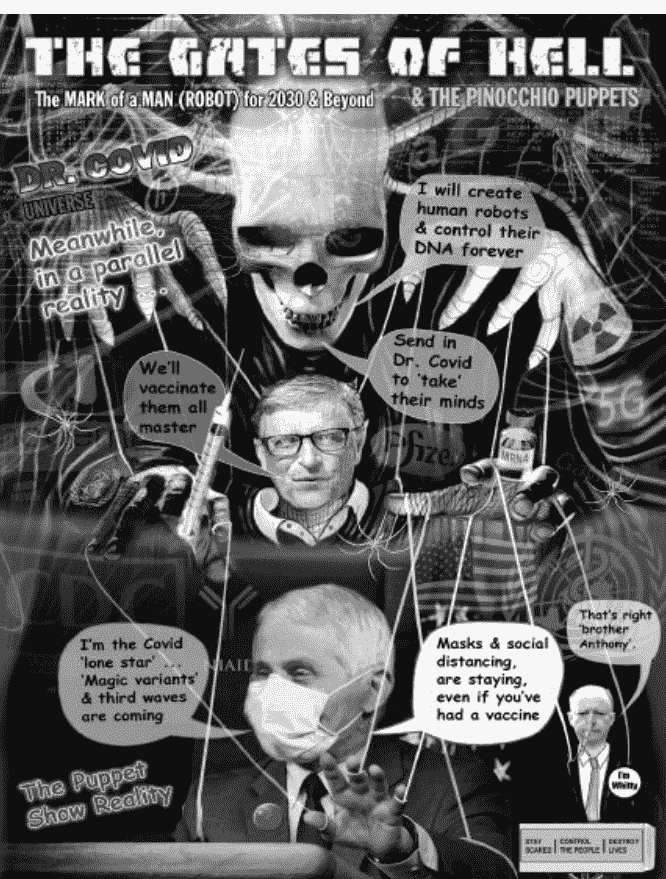 THE GATES OF HELL
The MARK of a MAN (ROBOT) for 2030 & Beyond
& THE PINOCCHIO PUPPETS
DR. COVID
UNIVERSE
Meanwhile,
in a parallel
reality ...
I will create
human robots
& control their
DNA forever
Send in
Dr. Covid
to 'take'
their minds
We'll
vaccinate
them all
master
5G
Pfizer
MRNA
CDC
NIAID
I'm the Covid
'lone star' ...
'Magic variants'
& third waves
are coming
Masks & social
distancing,
are staying,
even if you've
had a vaccine
That's right
'brother
Anthony'.
I'm
Whitty
The Puppet
Show Reality
STAY
SCARED
CONTROL
THE PEOPLE
DESTROY
LIVES